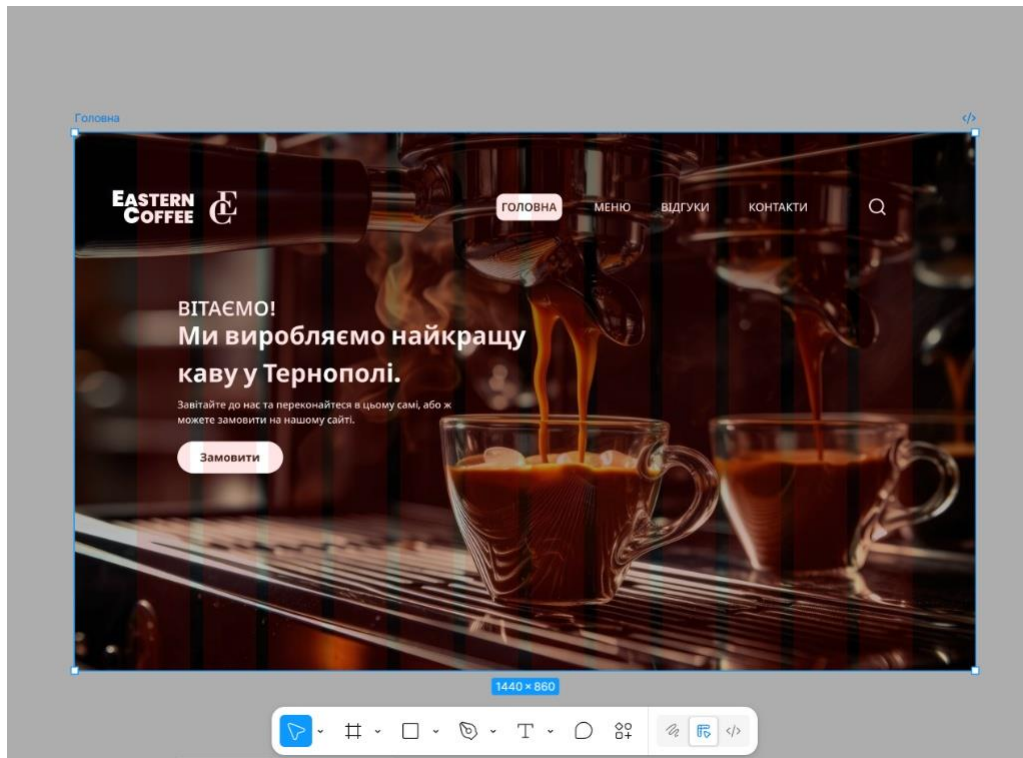 Головна
</>
EASTERN
COFFEE
ГОЛОВНА МЕНЮ ВІДГУКИ КОНТАКТИ
ВІТАЄМО!
Ми виробляємо найкращу
каву у Тернополі.
Завітайте до нас та переконайтеся в цьому самі, або ж
можете замовити на нашому сайті.
Замовити
1440 × 860